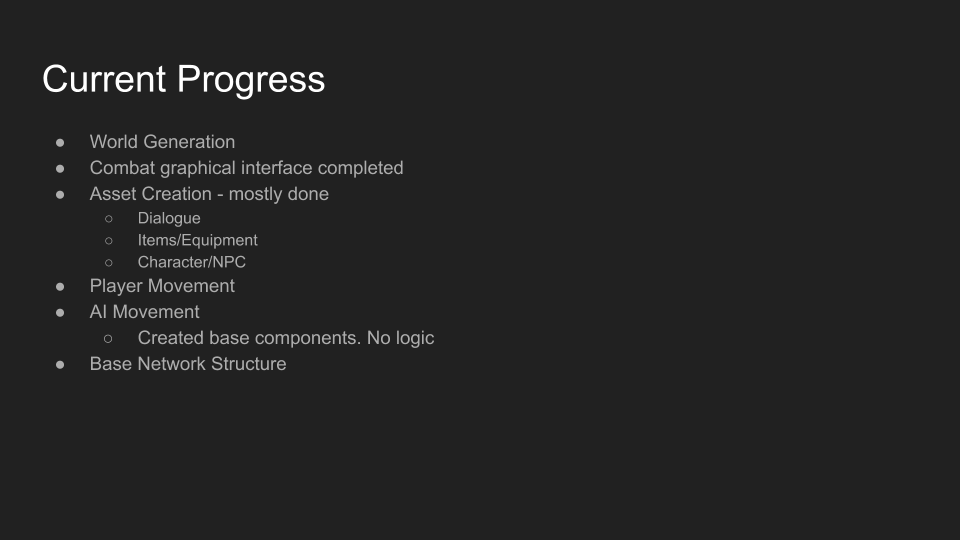 Current Progress
● World Generation
● Combat graphical interface completed
● Asset Creation - mostly done
○ Dialogue
○ Items/Equipment
○ Character/NPC
● Player Movement
● AI Movement
○ Created base components. No logic
● Base Network Structure